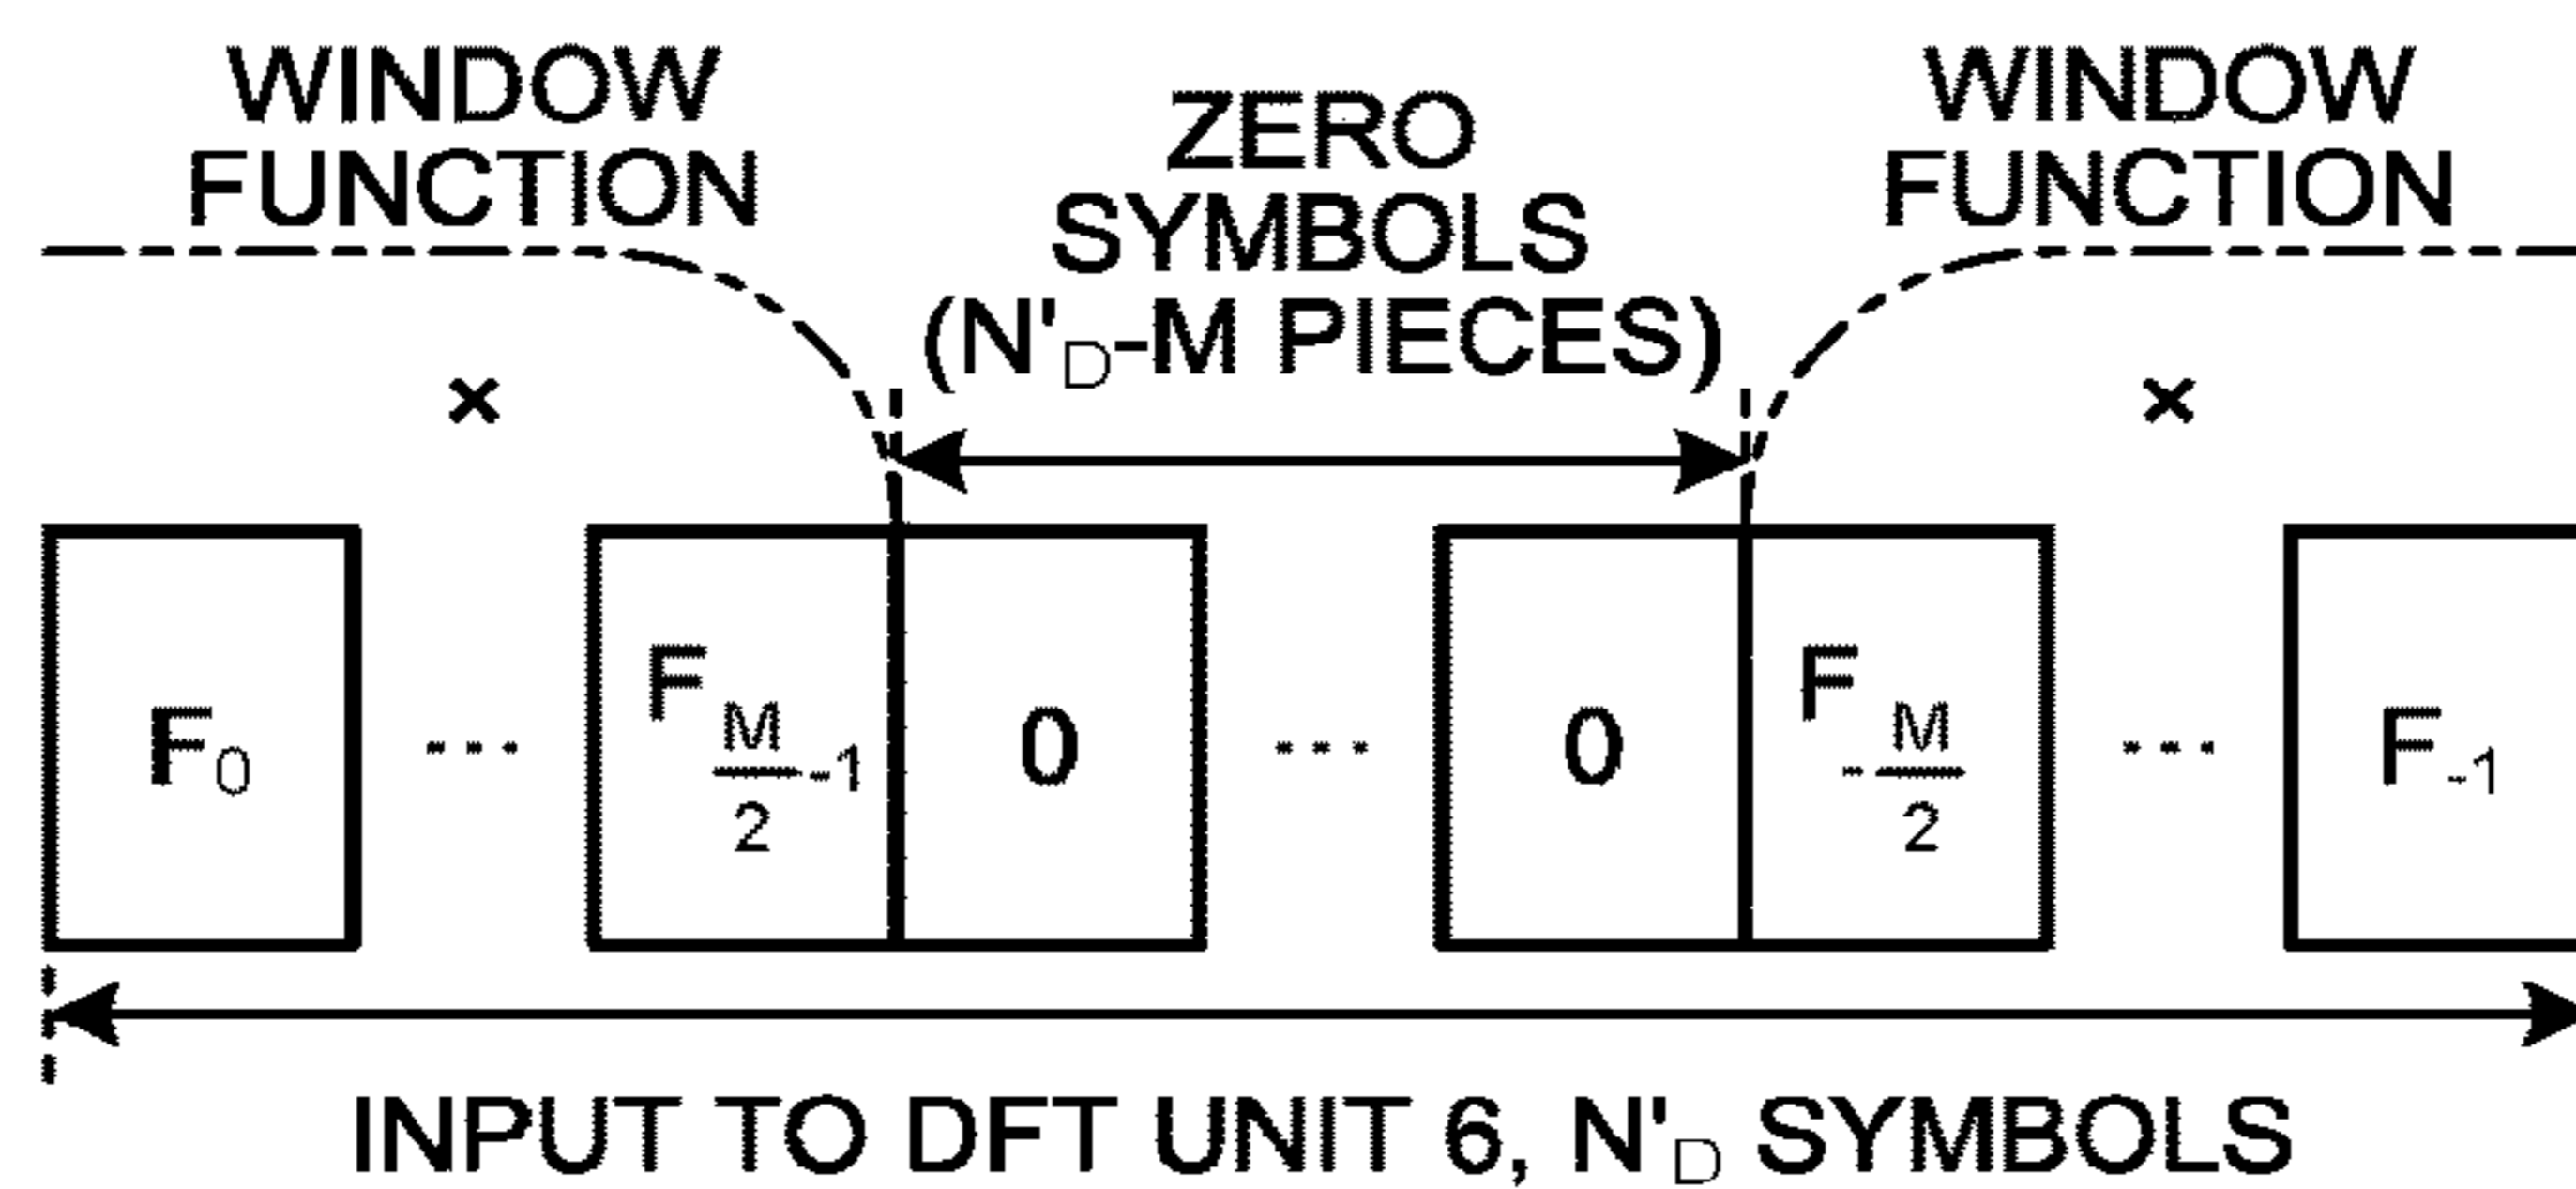 WINDOW
FUNCTION
ZERO
SYMBOLS
(N'D-M PIECES)
WINDOW
FUNCTION
× ×
F0 --- F M/2 -1 0 --- 0 F -M/2 --- F-1
INPUT TO DFT UNIT 6, N'D SYMBOLS